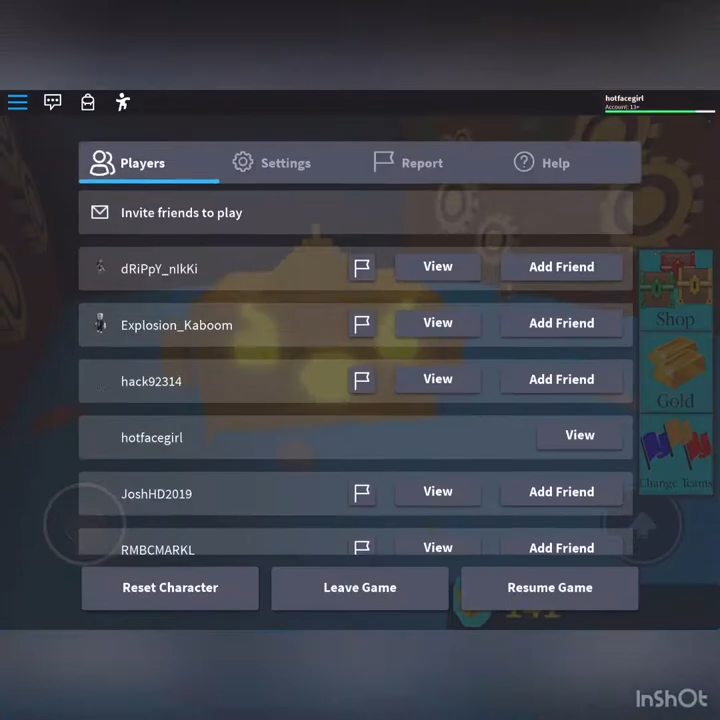 hotfacegirl
Account: 13+
Players
Settings
Report
Help
Invite friends to play
dRiPpY_nIkKi View Add Friend
Explosion_Kaboom View Add Friend
hack92314 View Add Friend
hotfacegirl View
JoshHD2019 View Add Friend
RMBCMARKL View Add Friend
Shop
Gold
Change Teams
Reset Character
Leave Game
Resume Game
InShOt